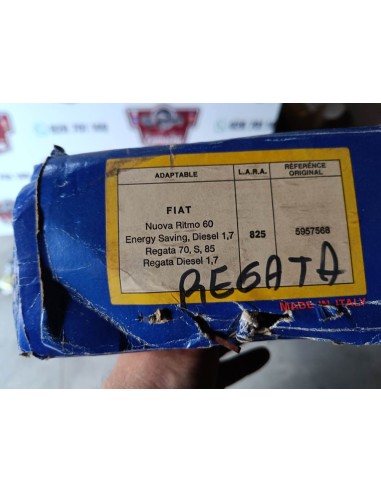 ADAPTABLE L.A.R.A. RÉFÉRENCE ORIGINAL
FIAT
Nuova Ritmo 60
Energy Saving, Diesel 1,7 825 5957568
Regata 70, S, 85
Regata Diesel 1,7
REGATA
MADE IN ITALY